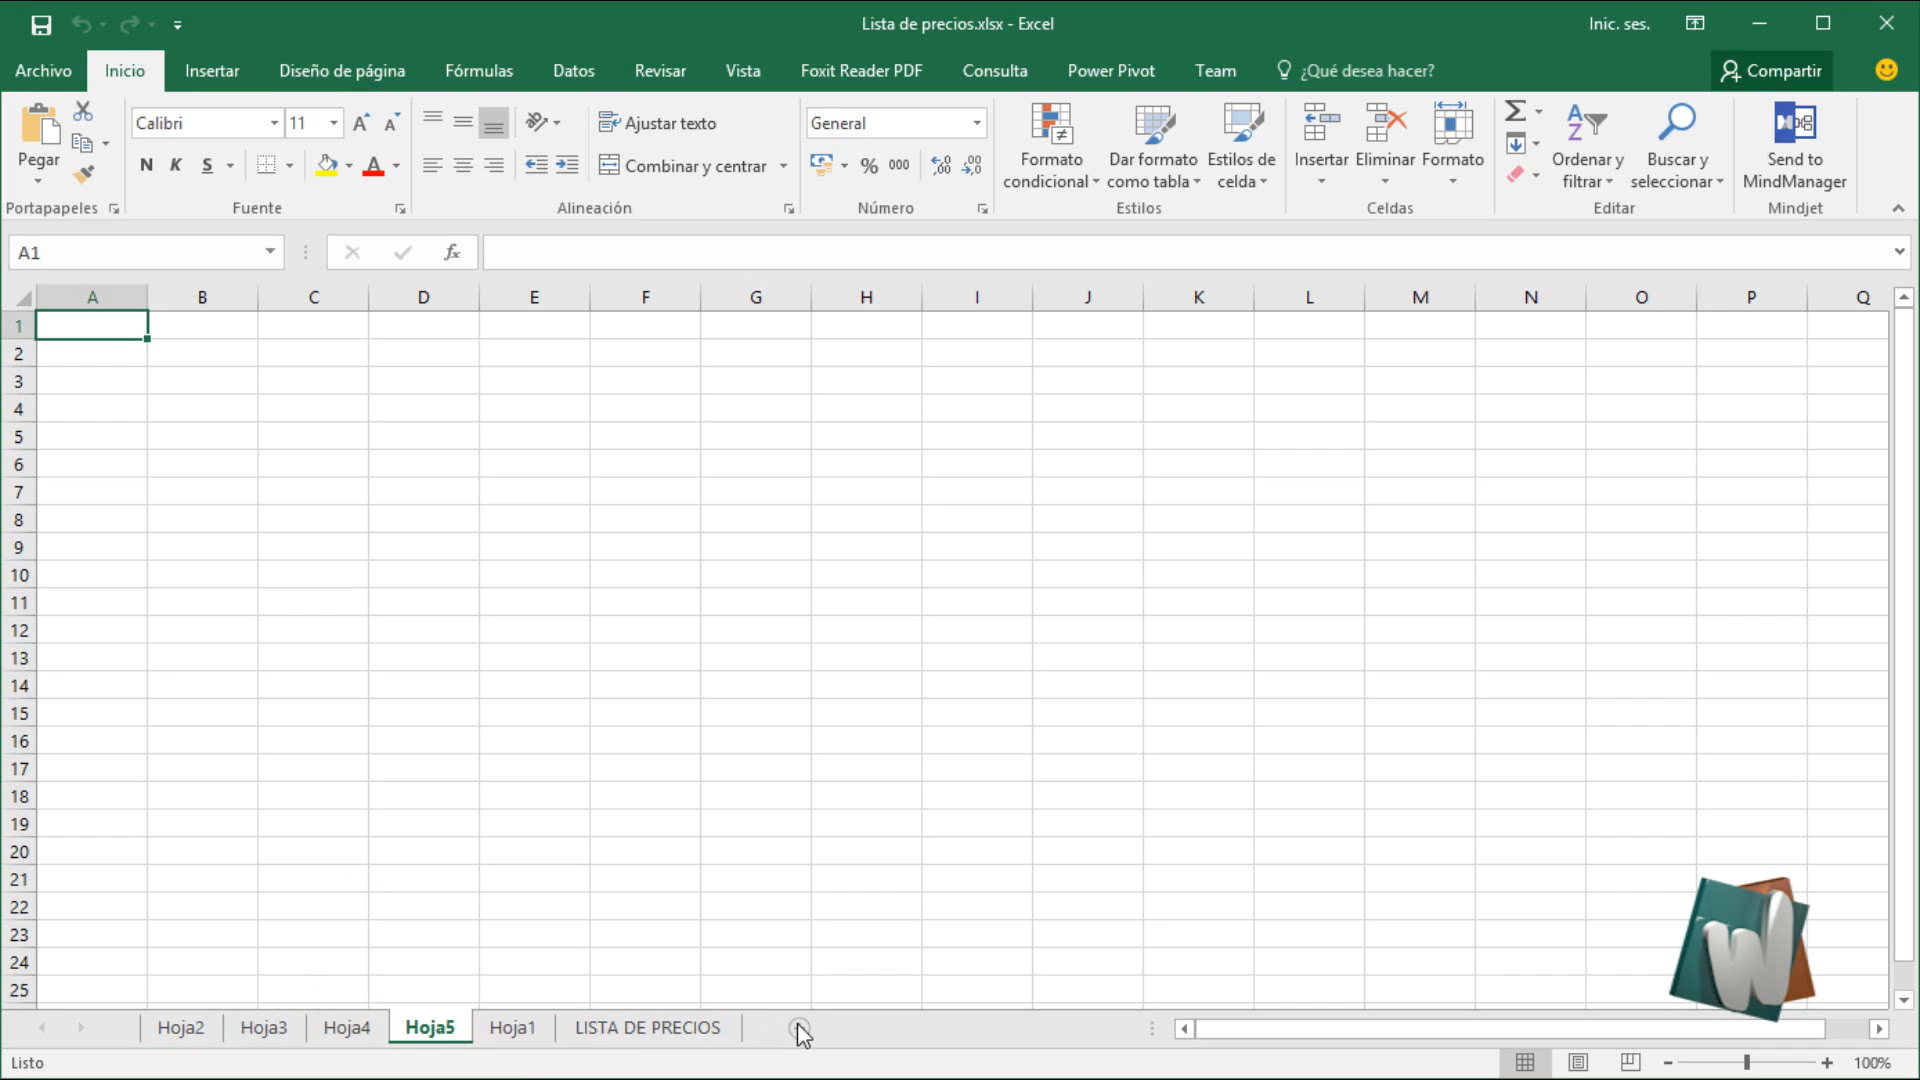 Lista de precios.xlsx - Excel
Inic. ses.
Archivo Inicio Insertar Diseño de página Fórmulas Datos Revisar Vista Foxit Reader PDF Consulta Power Pivot Team ¿Qué desea hacer? Compartir
Pegar
Portapapeles
Calibri 11
N K S
Fuente
Ajustar texto
Combinar y centrar
Alineación
General
% 000
Número
Formato condicional
Dar formato como tabla
Estilos de celda
Estilos
Insertar Eliminar Formato
Celdas
Ordenar y filtrar
Buscar y seleccionar
Editar
Send to MindManager
Mindjet
A1 fx
A B C D E F G H I J K L M N O P Q
1
2
3
4
5
6
7
8
9
10
11
12
13
14
15
16
17
18
19
20
21
22
23
24
25
W
Hoja2 Hoja3 Hoja4 Hoja5 Hoja1 LISTA DE PRECIOS
Listo
100%